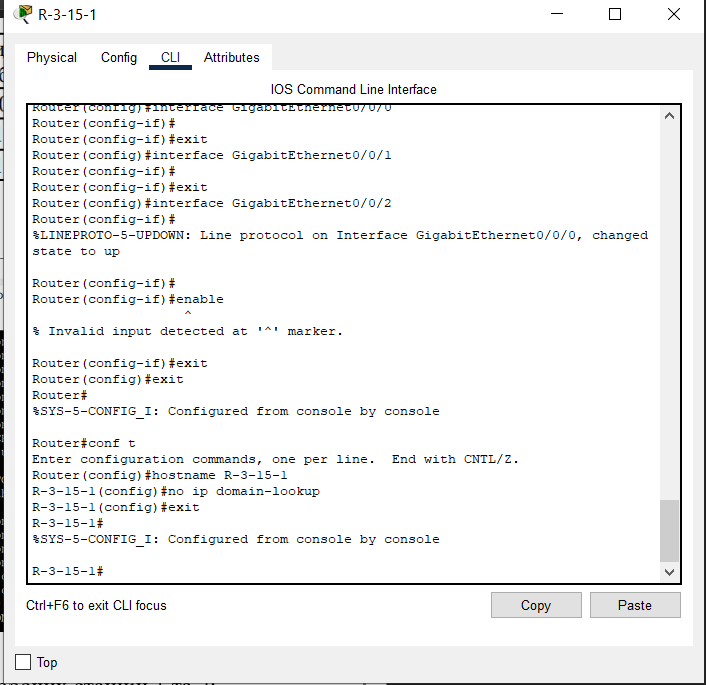 R-3-15-1
Physical Config CLI Attributes
IOS Command Line Interface
Router(config)#interface GigabitEthernet0/0/0
Router(config-if)#
Router(config-if)#exit
Router(config)#interface GigabitEthernet0/0/1
Router(config-if)#
Router(config-if)#exit
Router(config)#interface GigabitEthernet0/0/2
Router(config-if)#
%LINEPROTO-5-UPDOWN: Line protocol on Interface GigabitEthernet0/0/0, changed
state to up
Router(config-if)#
Router(config-if)#enable
^
% Invalid input detected at '^' marker.
Router(config-if)#exit
Router(config)#exit
Router#
%SYS-5-CONFIG_I: Configured from console by console
Router#conf t
Enter configuration commands, one per line.  End with CNTL/Z.
Router(config)#hostname R-3-15-1
R-3-15-1(config)#no ip domain-lookup
R-3-15-1(config)#exit
R-3-15-1#
%SYS-5-CONFIG_I: Configured from console by console
R-3-15-1#
Ctrl+F6 to exit CLI focus
Copy Paste
Top